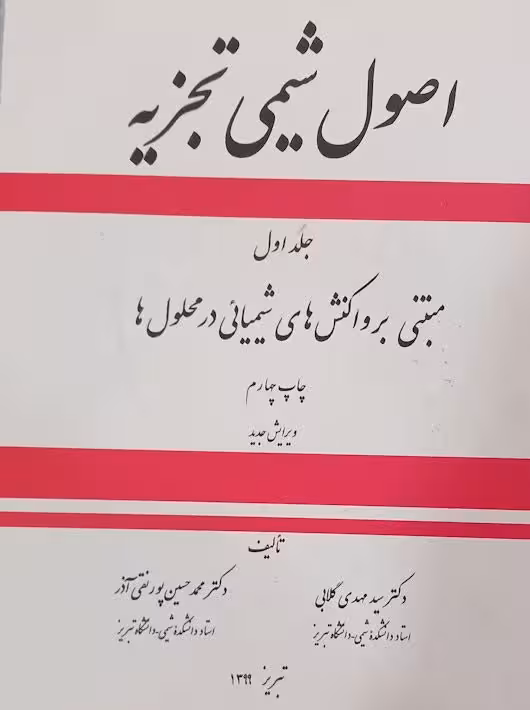 اصول شیمی تجزیه
جلد اول
مبتنی بر واکنش های شیمیائی در محلول ها
چاپ چهارم
ویرایش جدید
تألیف
دکتر سید مهدی گلابی
دکتر محمد حسین پورنقی آذر
استاد دانشکدهٔ شیمی-دانشگاه تبریز
استاد دانشکدهٔ شیمی-دانشگاه تبریز
تبریز ۱۳۹۹